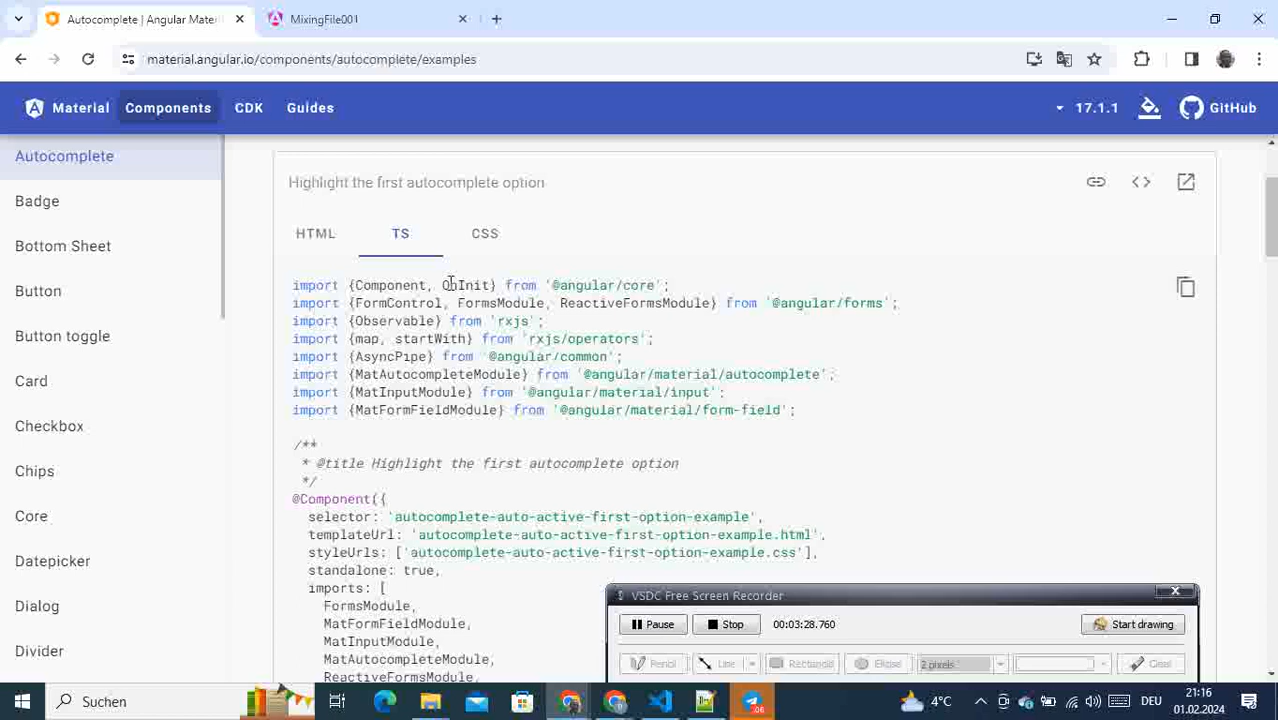 Autocomplete | Angular Mater
MixingFile001
material.angular.io/components/autocomplete/examples
Material
Components
CDK
Guides
17.1.1
GitHub
Autocomplete
Badge
Bottom Sheet
Button
Button toggle
Card
Checkbox
Chips
Core
Datepicker
Dialog
Divider
Highlight the first autocomplete option
HTML
TS
CSS
import {Component, OnInit} from '@angular/core';
import {FormControl, FormsModule, ReactiveFormsModule} from '@angular/forms';
import {Observable} from 'rxjs';
import {map, startWith} from 'rxjs/operators';
import {AsyncPipe} from '@angular/common';
import {MatAutocompleteModule} from '@angular/material/autocomplete';
import {MatInputModule} from '@angular/material/input';
import {MatFormFieldModule} from '@angular/material/form-field';
/**
* @title Highlight the first autocomplete option
*/
@Component({
selector: 'autocomplete-auto-active-first-option-example',
templateUrl: 'autocomplete-auto-active-first-option-example.html',
styleUrls: ['autocomplete-auto-active-first-option-example.css'],
standalone: true,
imports: [
FormsModule,
MatFormFieldModule,
MatInputModule,
MatAutocompleteModule,
ReactiveFormsModule,
VSDC Free Screen Recorder
Pause
Stop
00:03:28.760
Start drawing
Pencil
Line
Rectangle
Ellipse
2 pixels
Clear
Suchen
4°C
DEU
21:16
01.02.2024